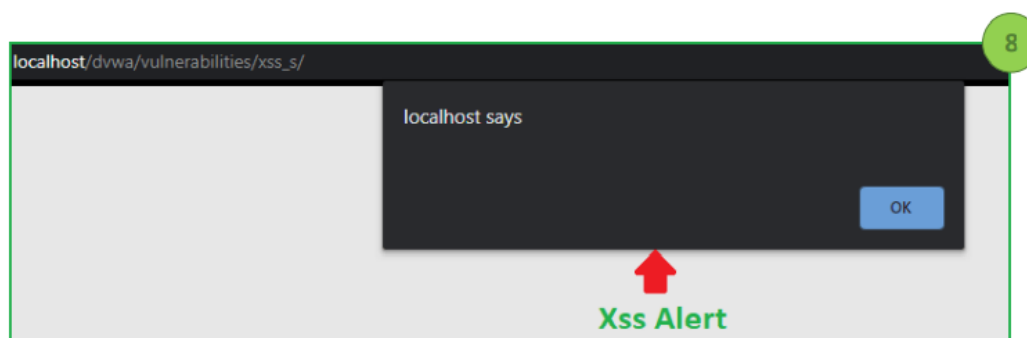 8
localhost/dvwa/vulnerabilities/xss_s/
localhost says
OK
Xss Alert